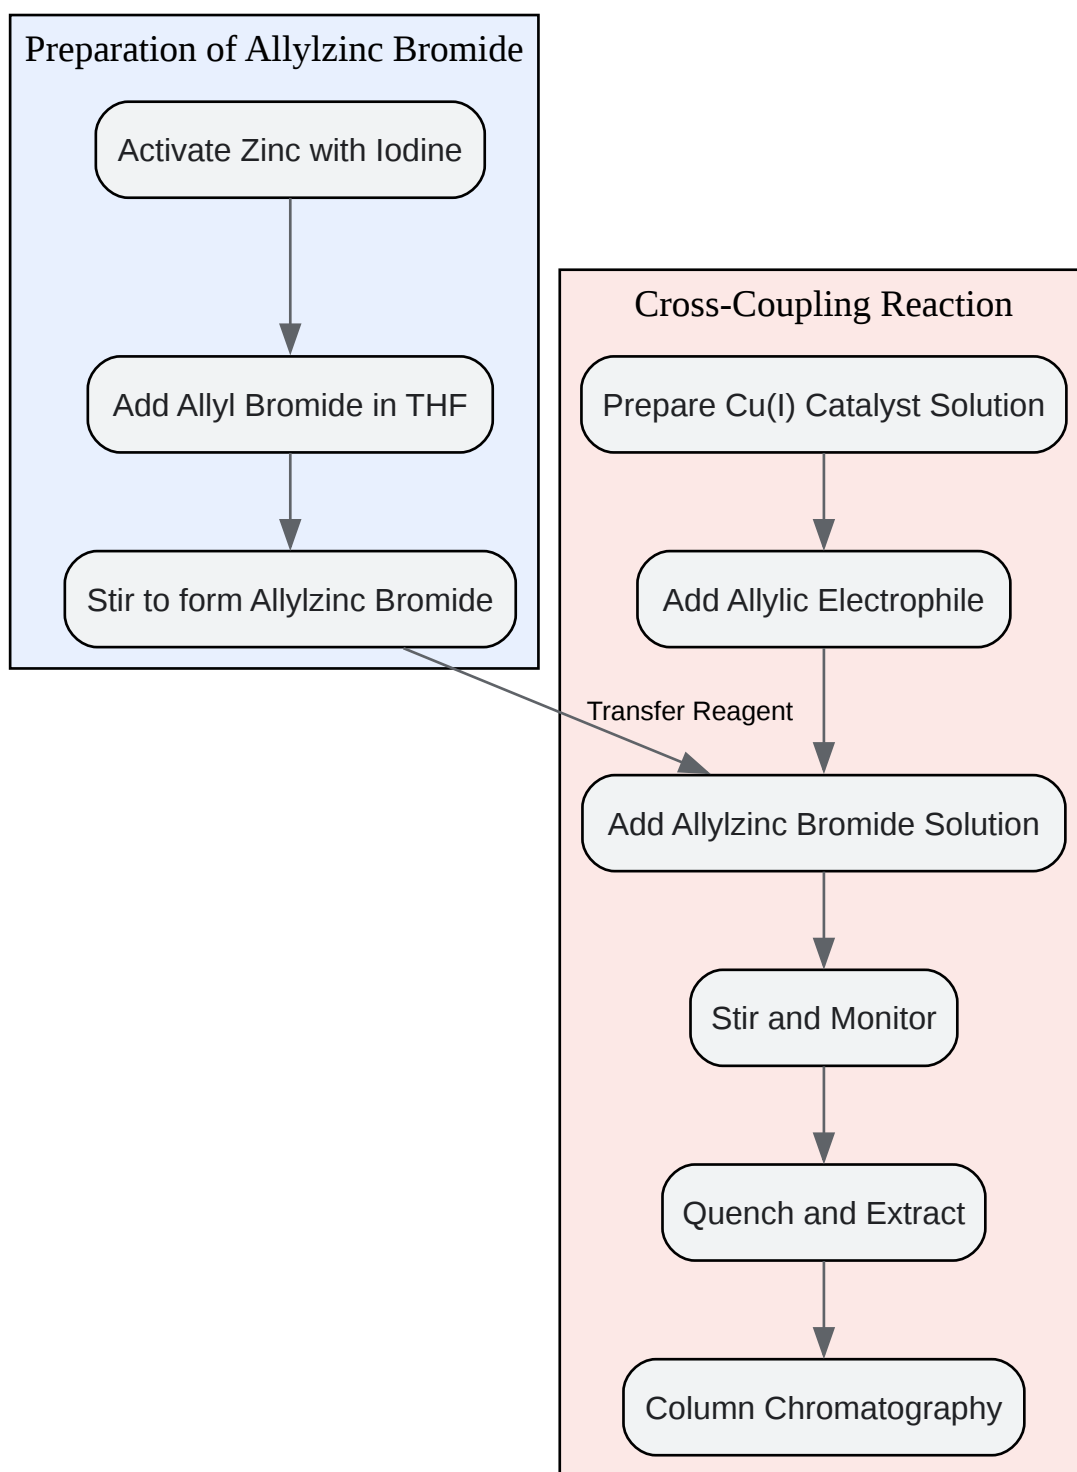 Preparation of Allylzinc Bromide
Activate Zinc with Iodine
Add Allyl Bromide in THF
Stir to form Allylzinc Bromide
Cross-Coupling Reaction
Prepare Cu(I) Catalyst Solution
Add Allylic Electrophile
Transfer Reagent
Add Allylzinc Bromide Solution
Stir and Monitor
Quench and Extract
Column Chromatography